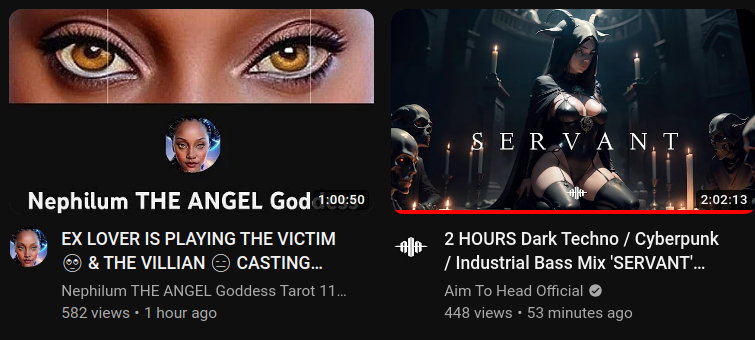 Nephilum THE ANGEL Goddess
1:00:50
EX LOVER IS PLAYING THE VICTIM
🥺 & THE VILLIAN 😑 CASTING...
Nephilum THE ANGEL Goddess Tarot 11...
582 views • 1 hour ago
SERVANT
2:02:13
2 HOURS Dark Techno / Cyberpunk
/ Industrial Bass Mix 'SERVANT'...
Aim To Head Official
448 views • 53 minutes ago